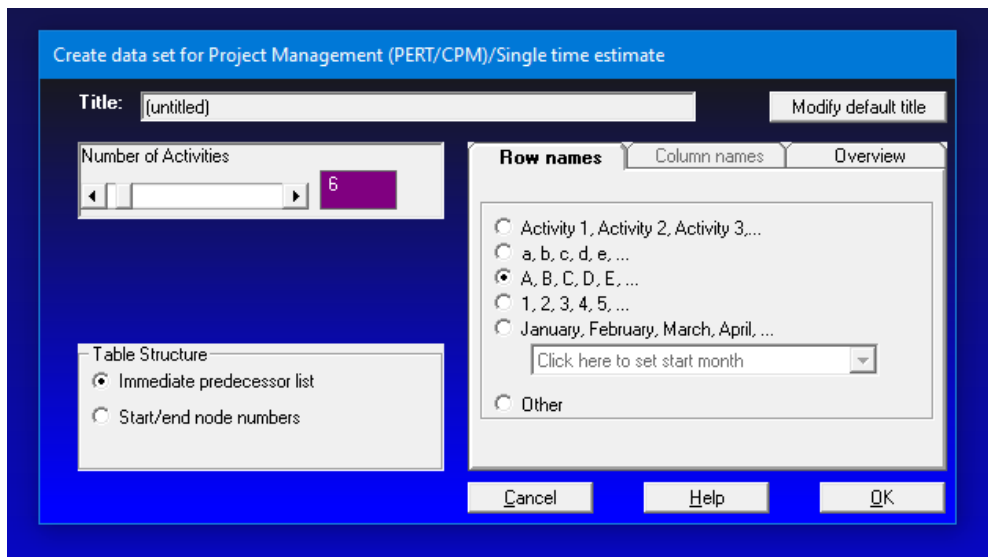 Create data set for Project Management (PERT/CPM)/Single time estimate
Title: (untitled) Modify default title
Number of Activities
6
Row names Column names Overview
Activity 1, Activity 2, Activity 3,...
a, b, c, d, e, ...
A, B, C, D, E, ...
1, 2, 3, 4, 5, ...
January, February, March, April, ...
Click here to set start month
Other
Table Structure
Immediate predecessor list
Start/end node numbers
Cancel Help OK